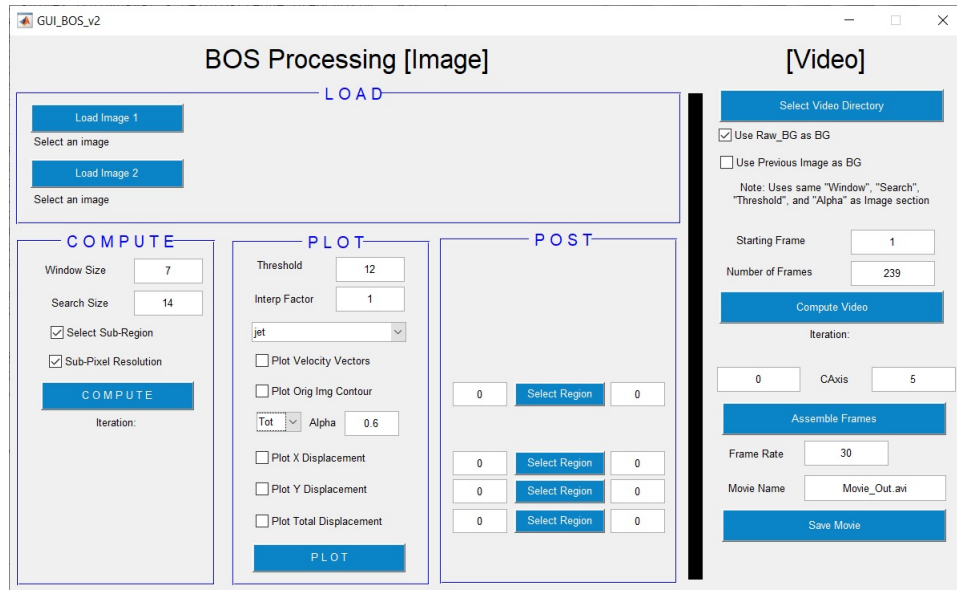 GUI_BOS_v2
BOS Processing [Image]
[Video]
LOAD
Load Image 1
Select an image
Load Image 2
Select an image
COMPUTE
Window Size 7
Search Size 14
Select Sub-Region
Sub-Pixel Resolution
COMPUTE
Iteration:
PLOT
Threshold 12
Interp Factor 1
jet
Plot Velocity Vectors
Plot Orig Img Contour
Tot Alpha 0.6
Plot X Displacement
Plot Y Displacement
Plot Total Displacement
PLOT
POST
0 Select Region 0
0 Select Region 0
0 Select Region 0
0 Select Region 0
Select Video Directory
Use Raw_BG as BG
Use Previous Image as BG
Note: Uses same "Window", "Search",
"Threshold", and "Alpha" as Image section
Starting Frame 1
Number of Frames 239
Compute Video
Iteration:
0 CAxis 5
Assemble Frames
Frame Rate 30
Movie Name Movie_Out.avi
Save Movie